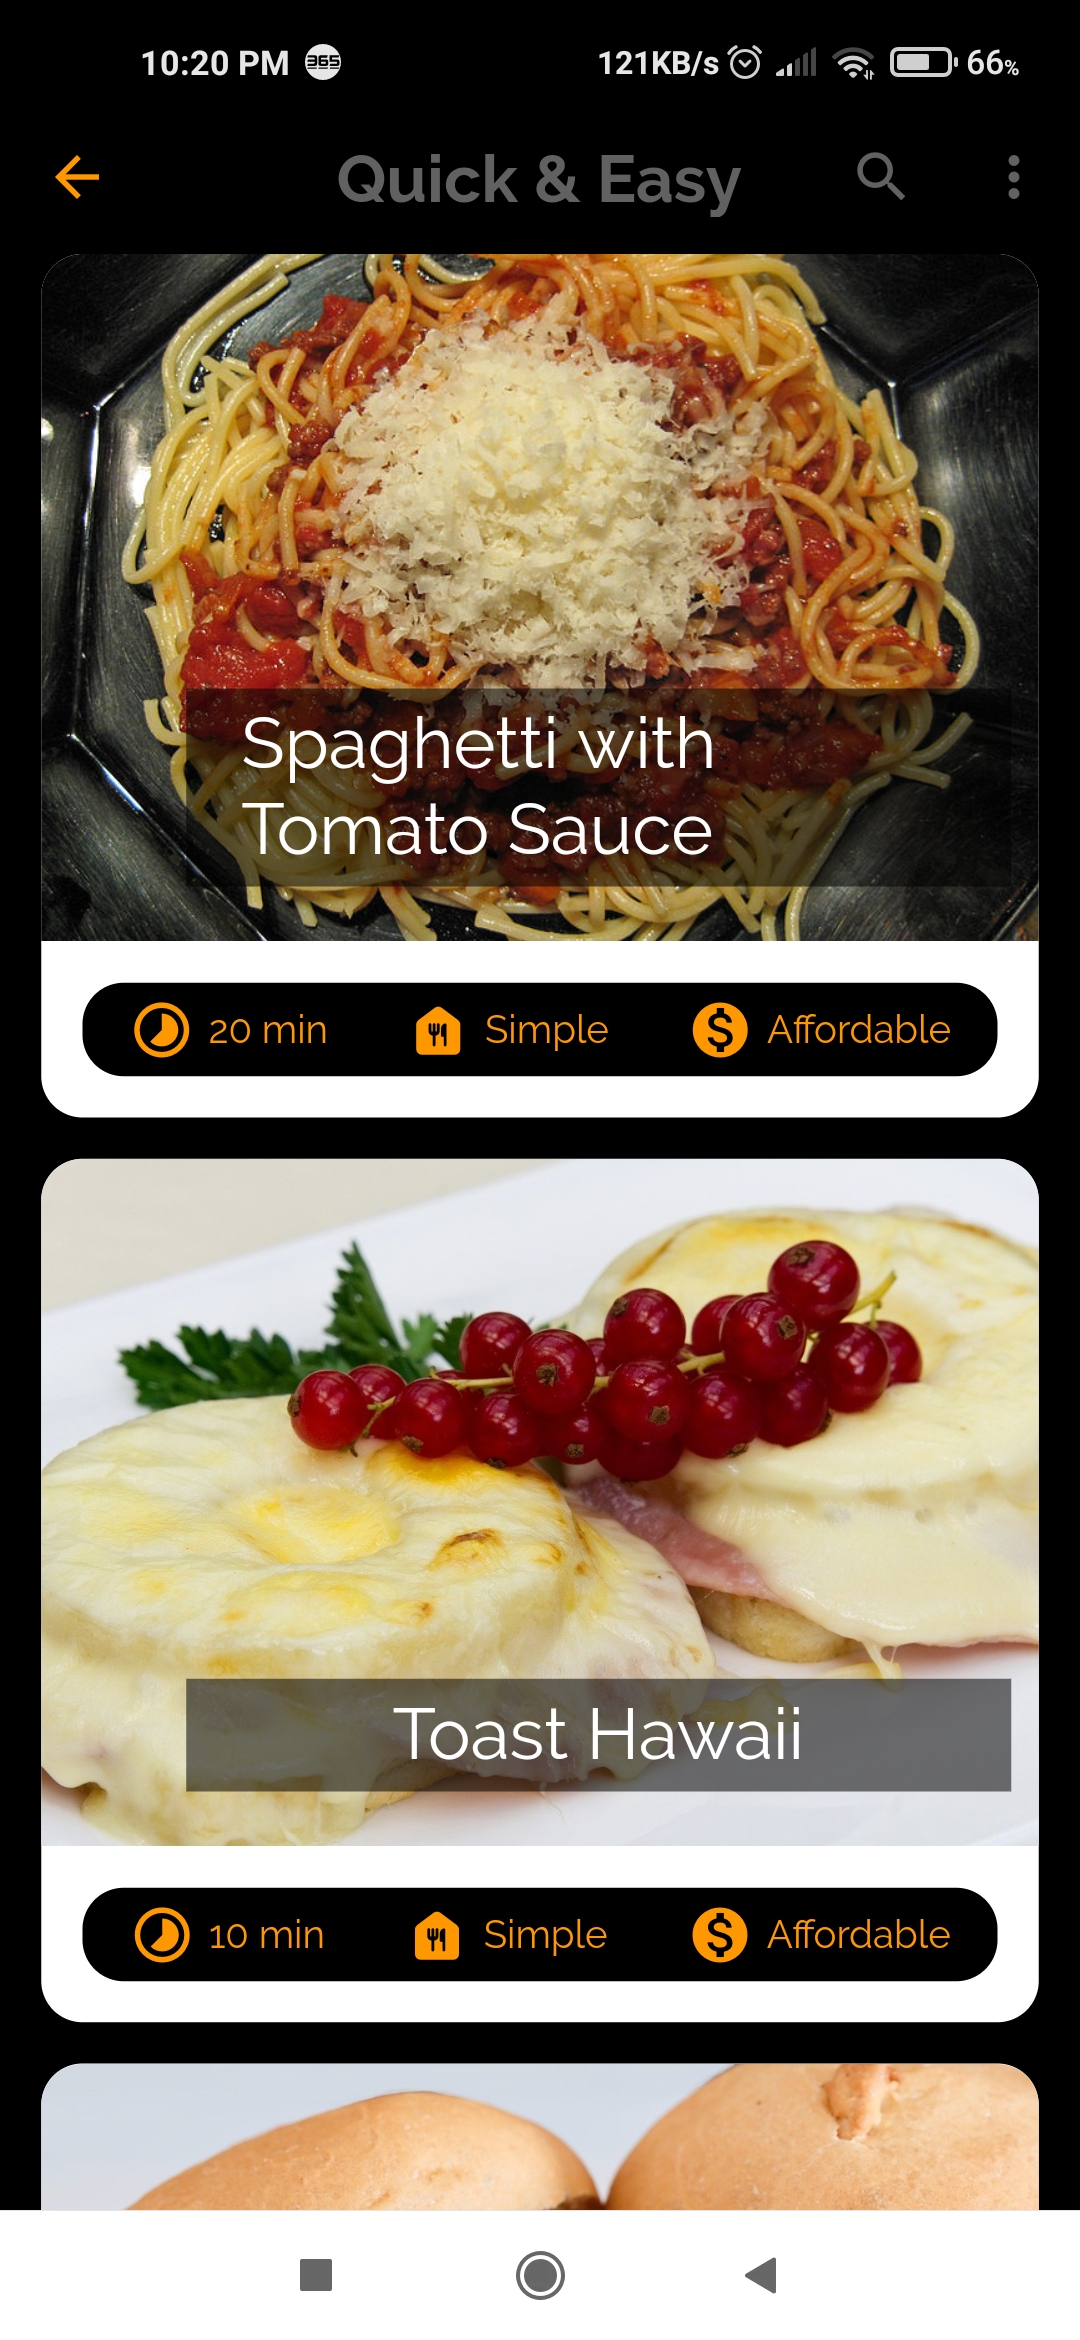 10:20 PM 365 121KB/s 66%
Quick & Easy
Spaghetti with
Tomato Sauce
20 min Simple $ Affordable
Toast Hawaii
10 min Simple $ Affordable